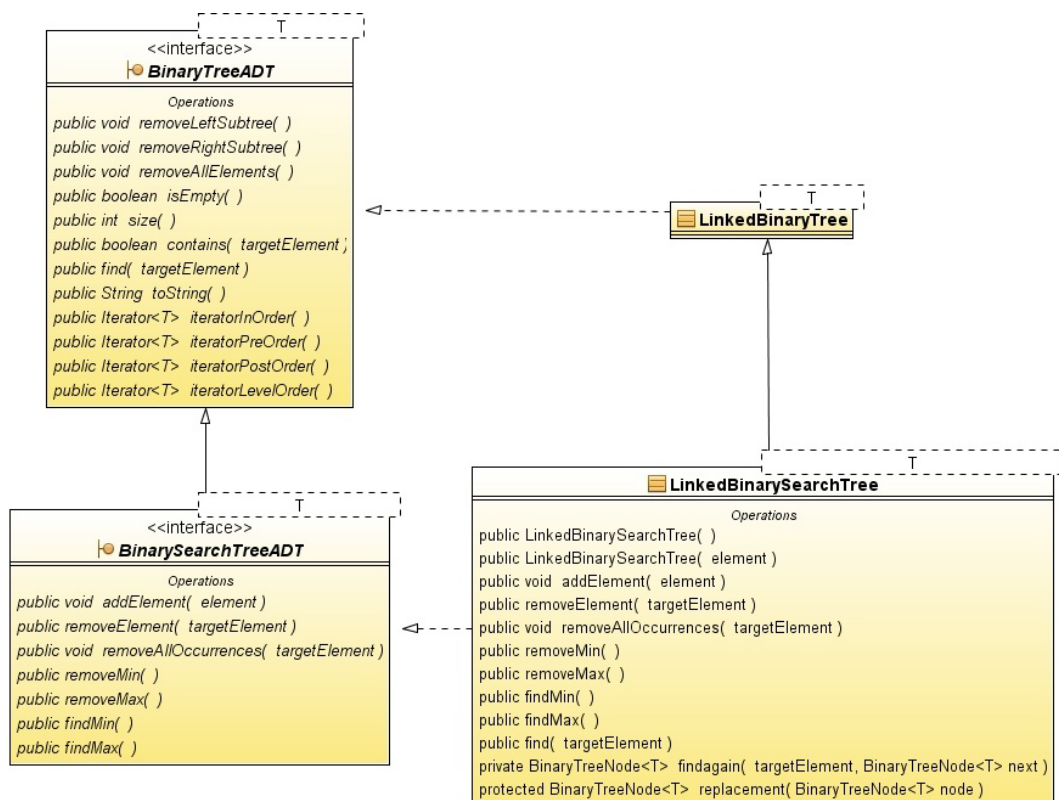 T
<<interface>>
BinaryTreeADT
Operations
public void removeLeftSubtree( )
public void removeRightSubtree( )
public void removeAllElements( )
public boolean isEmpty( )
public int size( )
public boolean contains( targetElement )
public find( targetElement )
public String toString( )
public Iterator<T> iteratorInOrder( )
public Iterator<T> iteratorPreOrder( )
public Iterator<T> iteratorPostOrder( )
public Iterator<T> iteratorLevelOrder( )
T
LinkedBinaryTree
T
<<interface>>
BinarySearchTreeADT
Operations
public void addElement( element )
public removeElement( targetElement )
public void removeAllOccurrences( targetElement )
public removeMin( )
public removeMax( )
public findMin( )
public findMax( )
T
LinkedBinarySearchTree
Operations
public LinkedBinarySearchTree( )
public LinkedBinarySearchTree( element )
public void addElement( element )
public removeElement( targetElement )
public void removeAllOccurrences( targetElement )
public removeMin( )
public removeMax( )
public findMin( )
public findMax( )
public find( targetElement )
private BinaryTreeNode<T> findagain( targetElement, BinaryTreeNode<T> next )
protected BinaryTreeNode<T> replacement( BinaryTreeNode<T> node )